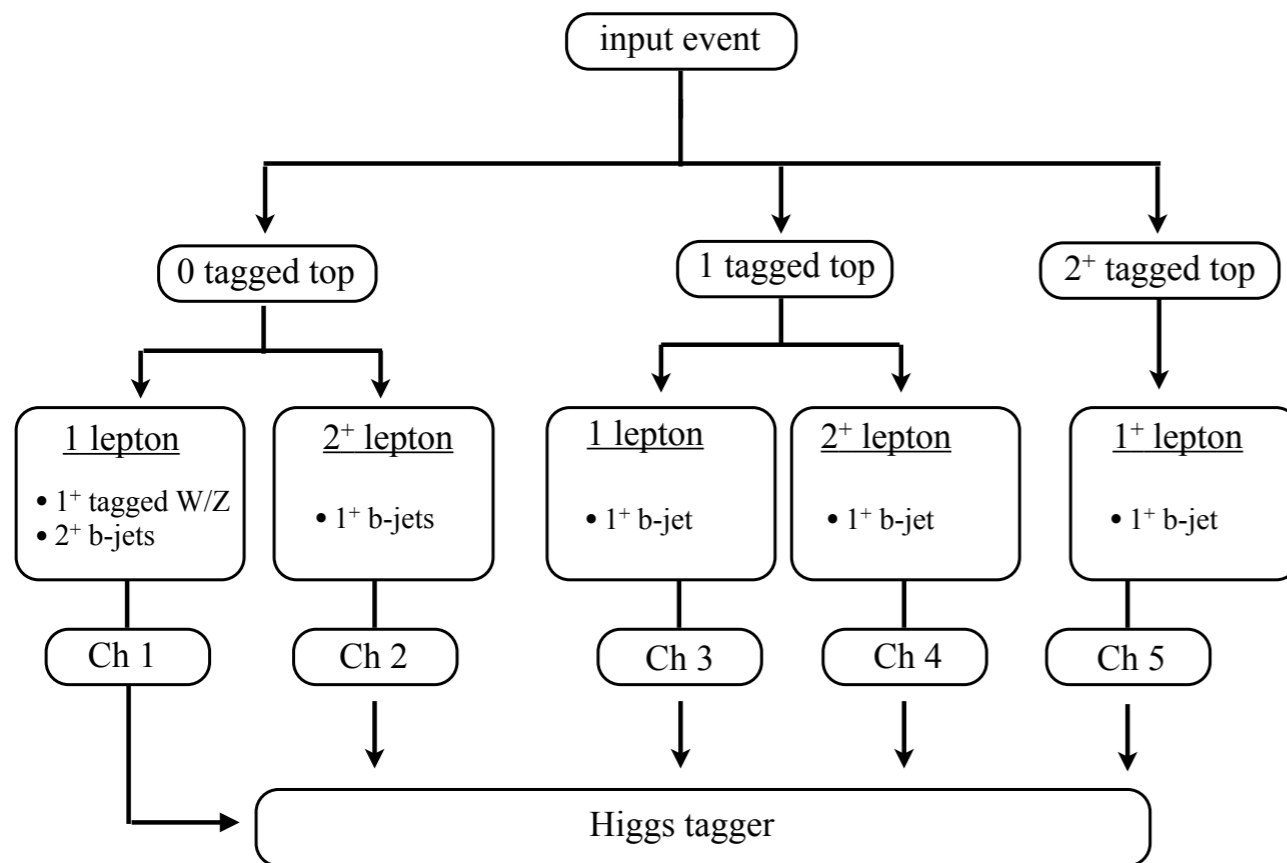 input event
0 tagged top
1 tagged top
2⁺ tagged top
1 lepton
• 1⁺ tagged W/Z
• 2⁺ b-jets
2⁺ lepton
• 1⁺ b-jets
1 lepton
• 1⁺ b-jet
2⁺ lepton
• 1⁺ b-jet
1⁺ lepton
• 1⁺ b-jet
Ch 1
Ch 2
Ch 3
Ch 4
Ch 5
Higgs tagger